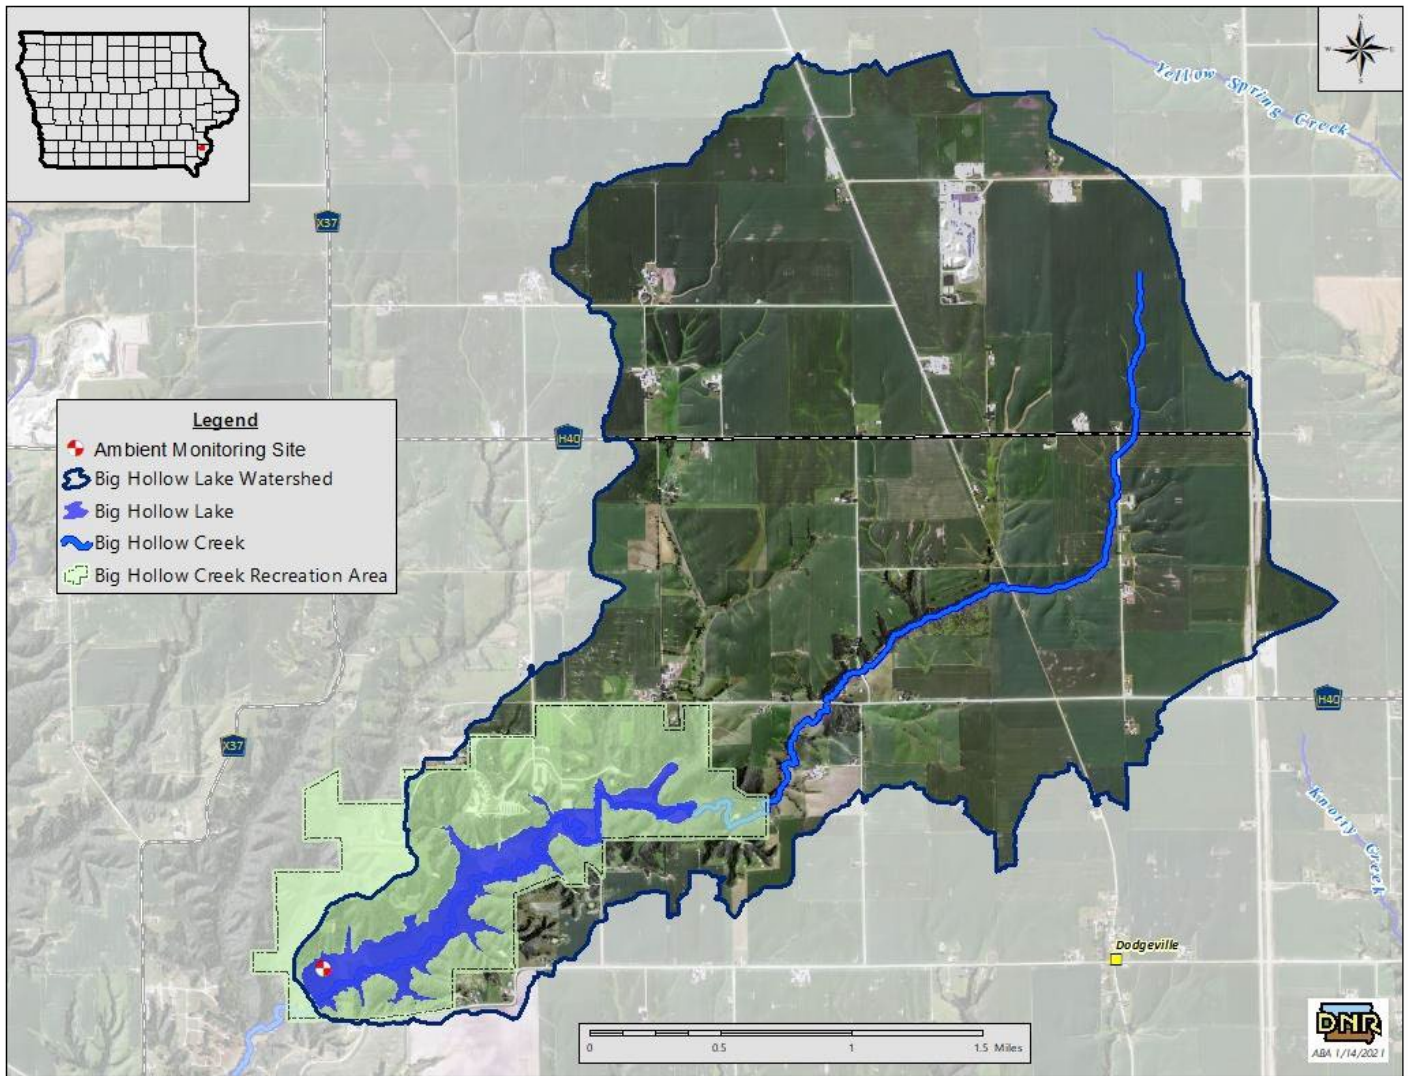 N
W
E
S
Yellow Spring Creek
X37
H40
Legend
Ambient Monitoring Site
Big Hollow Lake Watershed
Big Hollow Lake
Big Hollow Creek
Big Hollow Creek Recreation Area
H40
X37
Knotty Creek
Dodgeville
0
0.5
1
1.5 Miles
DNR
ABA 1/14/2021